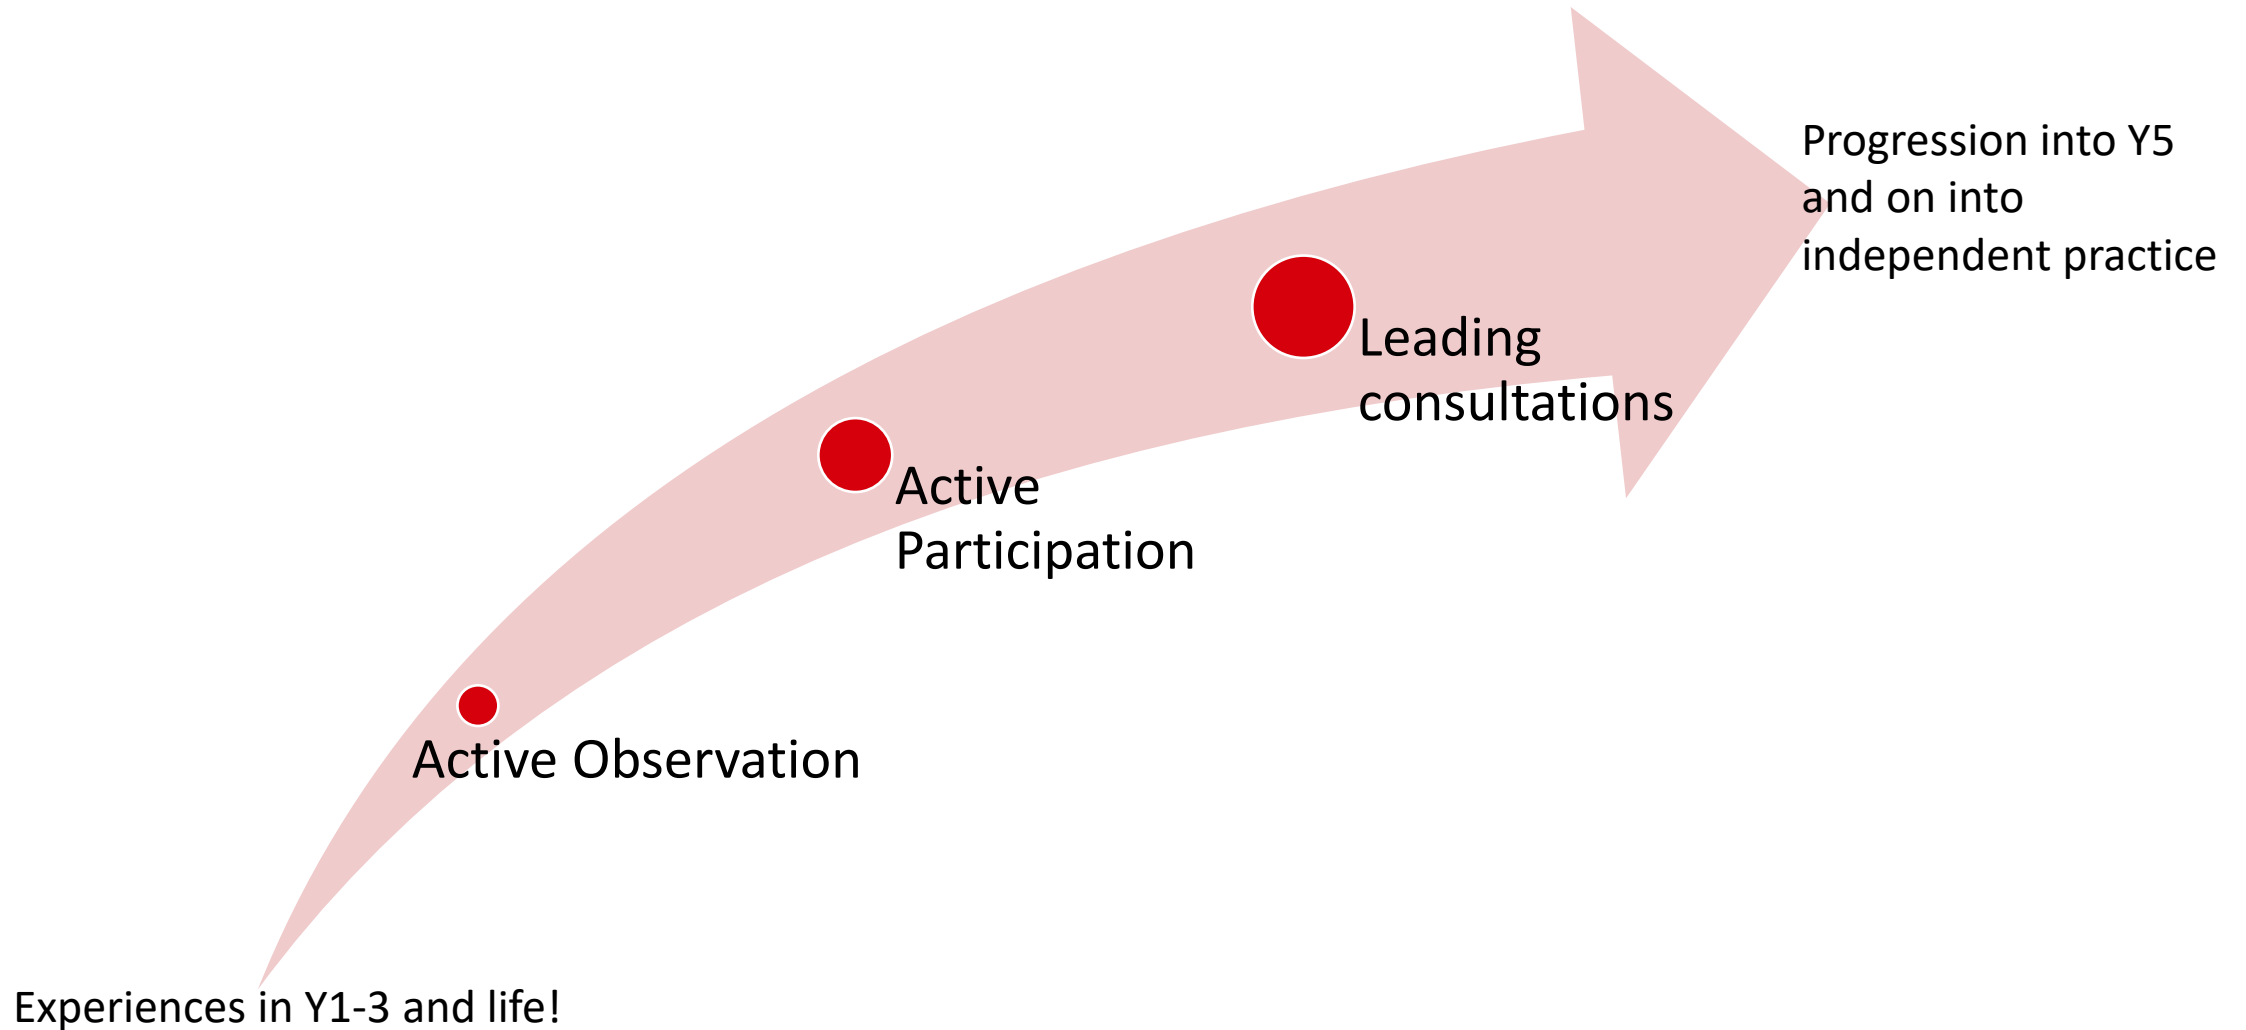 Progression into Y5
and on into
independent practice
Leading
consultations
Active
Participation
Active Observation
Experiences in Y1-3 and life!